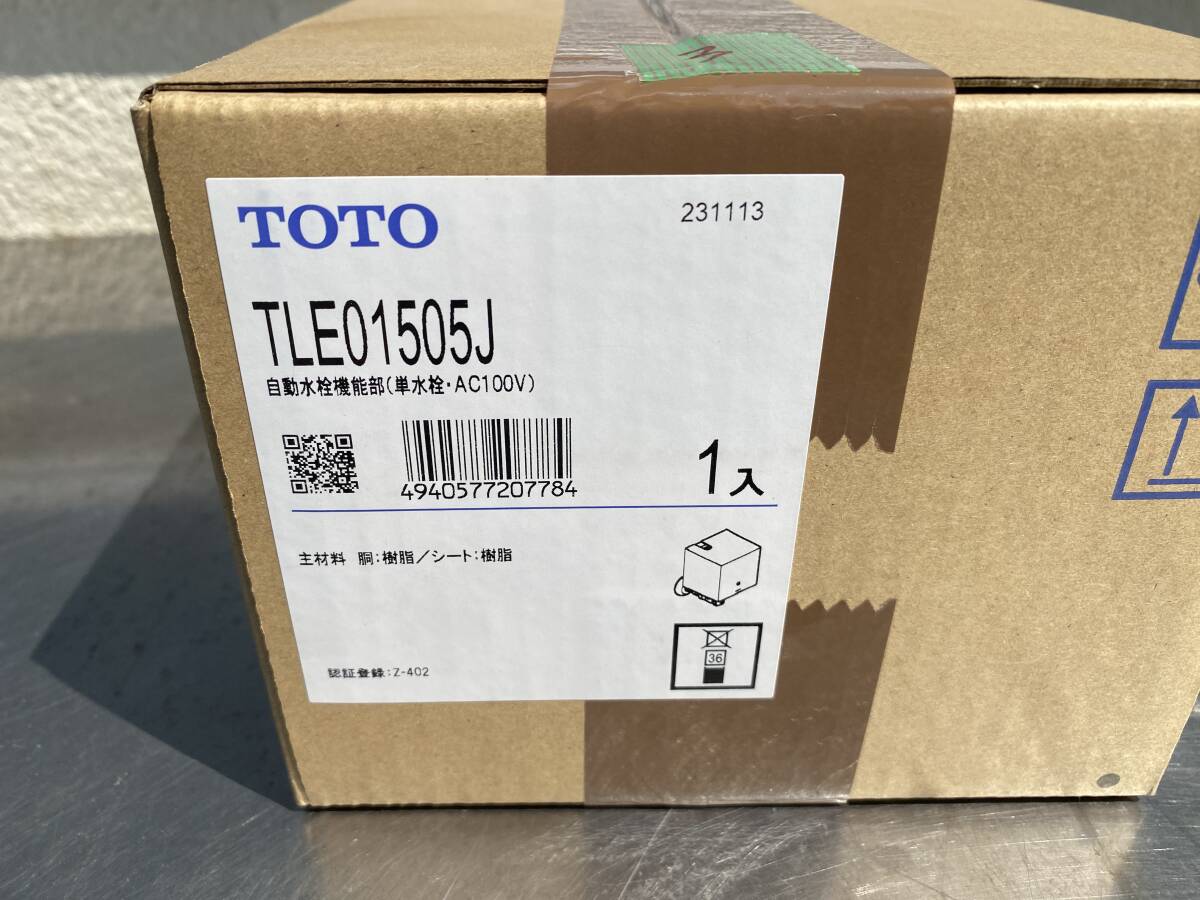 M
TOTO
231113
TLE01505J
自動水栓機能部(単水栓・AC100V)
4940577207784
1入
主材料 胴:樹脂/シート:樹脂
36
認証登録:Z-402